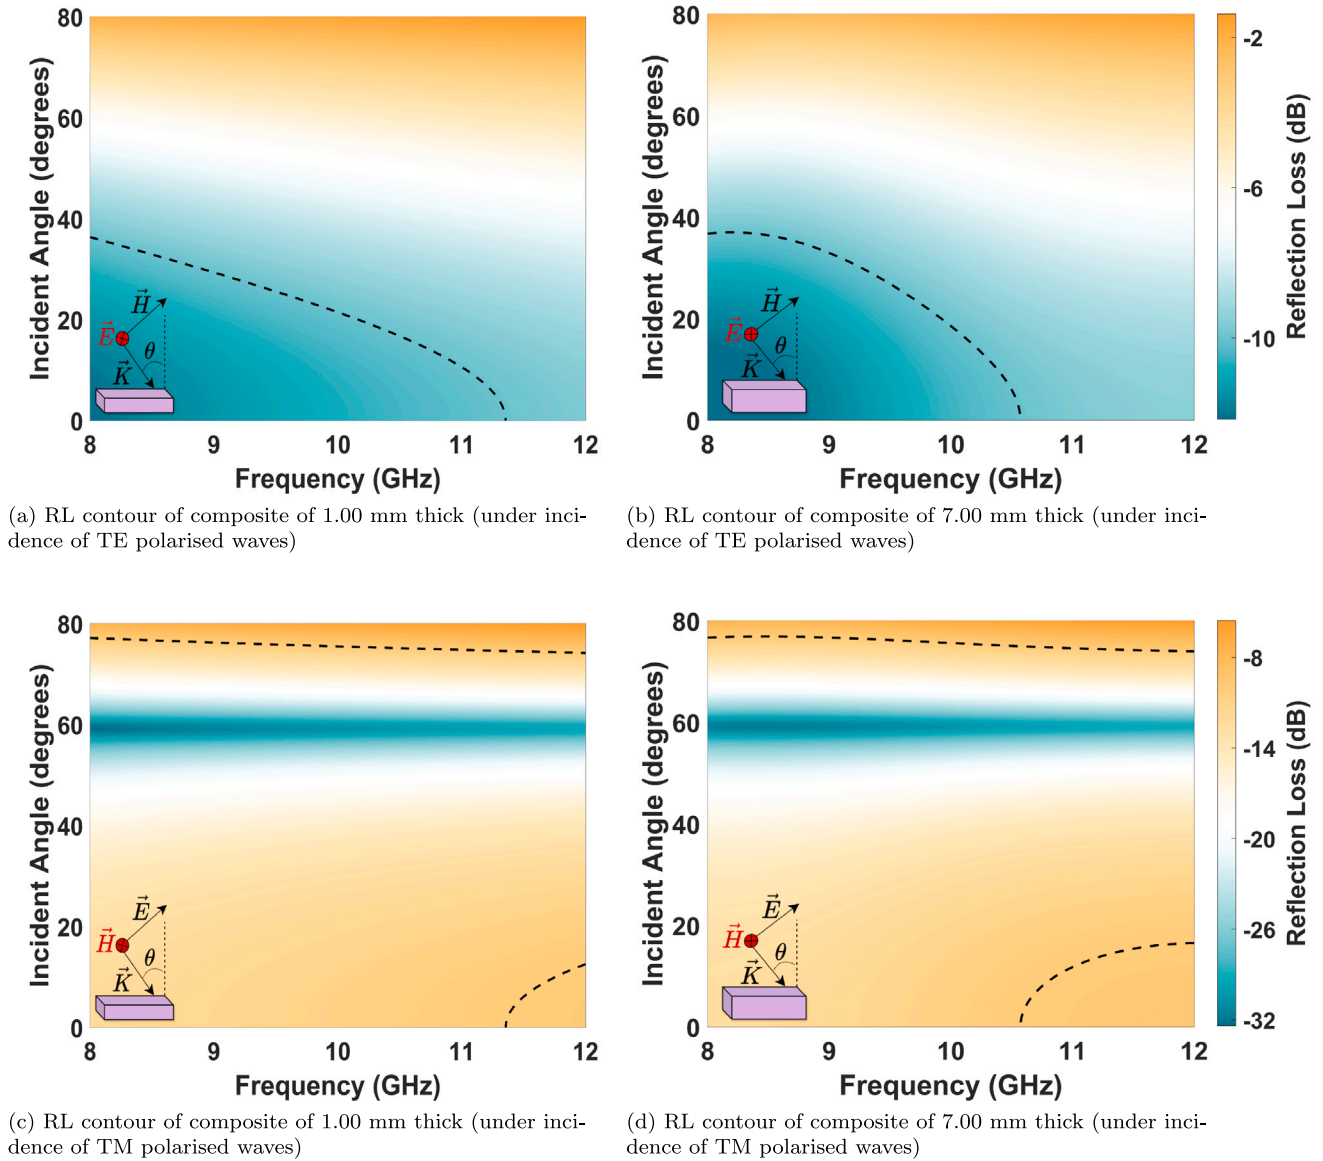 80
60
40
20
0
Incident Angle (degrees)
8 9 10 11 12
Frequency (GHz)
H
E
θ
K
(a) RL contour of composite of 1.00 mm thick (under inci-
dence of TE polarised waves)
80
60
40
20
0
Incident Angle (degrees)
8 9 10 11 12
Frequency (GHz)
H
E
θ
K
-2
-6
-10
Reflection Loss (dB)
(b) RL contour of composite of 7.00 mm thick (under inci-
dence of TE polarised waves)
80
60
40
20
0
Incident Angle (degrees)
8 9 10 11 12
Frequency (GHz)
E
H
θ
K
(c) RL contour of composite of 1.00 mm thick (under inci-
dence of TM polarised waves)
80
60
40
20
0
Incident Angle (degrees)
8 9 10 11 12
Frequency (GHz)
E
H
θ
K
-8
-14
-20
-26
-32
Reflection Loss (dB)
(d) RL contour of composite of 7.00 mm thick (under inci-
dence of TM polarised waves)